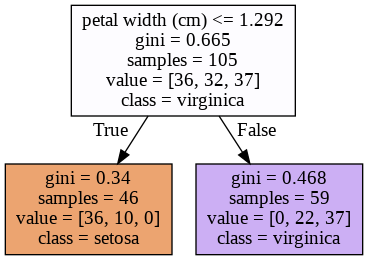 petal width (cm) <= 1.292
gini = 0.665
samples = 105
value = [36, 32, 37]
class = virginica
True
False
gini = 0.34
samples = 46
value = [36, 10, 0]
class = setosa
gini = 0.468
samples = 59
value = [0, 22, 37]
class = virginica